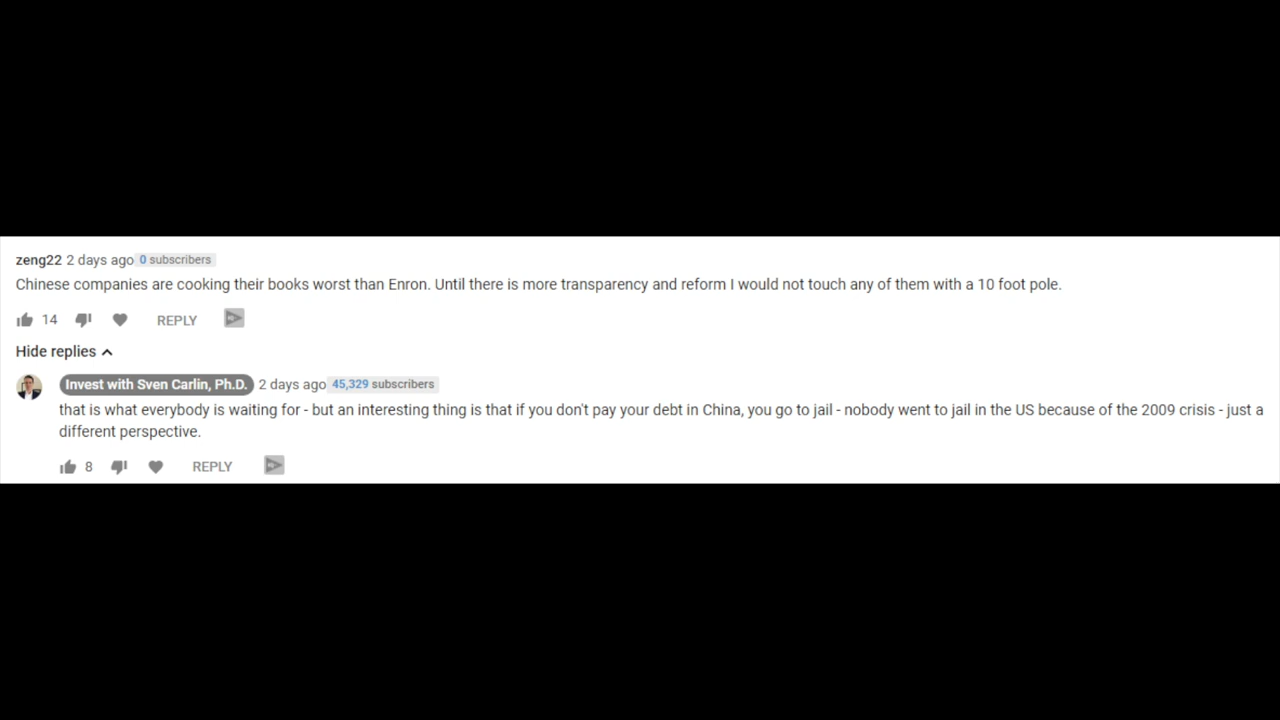 zeng22 2 days ago 0 subscribers
Chinese companies are cooking their books worst than Enron. Until there is more transparency and reform I would not touch any of them with a 10 foot pole.
14 REPLY
Hide replies
Invest with Sven Carlin, Ph.D. 2 days ago 45,329 subscribers
that is what everybody is waiting for - but an interesting thing is that if you don't pay your debt in China, you go to jail - nobody went to jail in the US because of the 2009 crisis - just a
different perspective.
8 REPLY